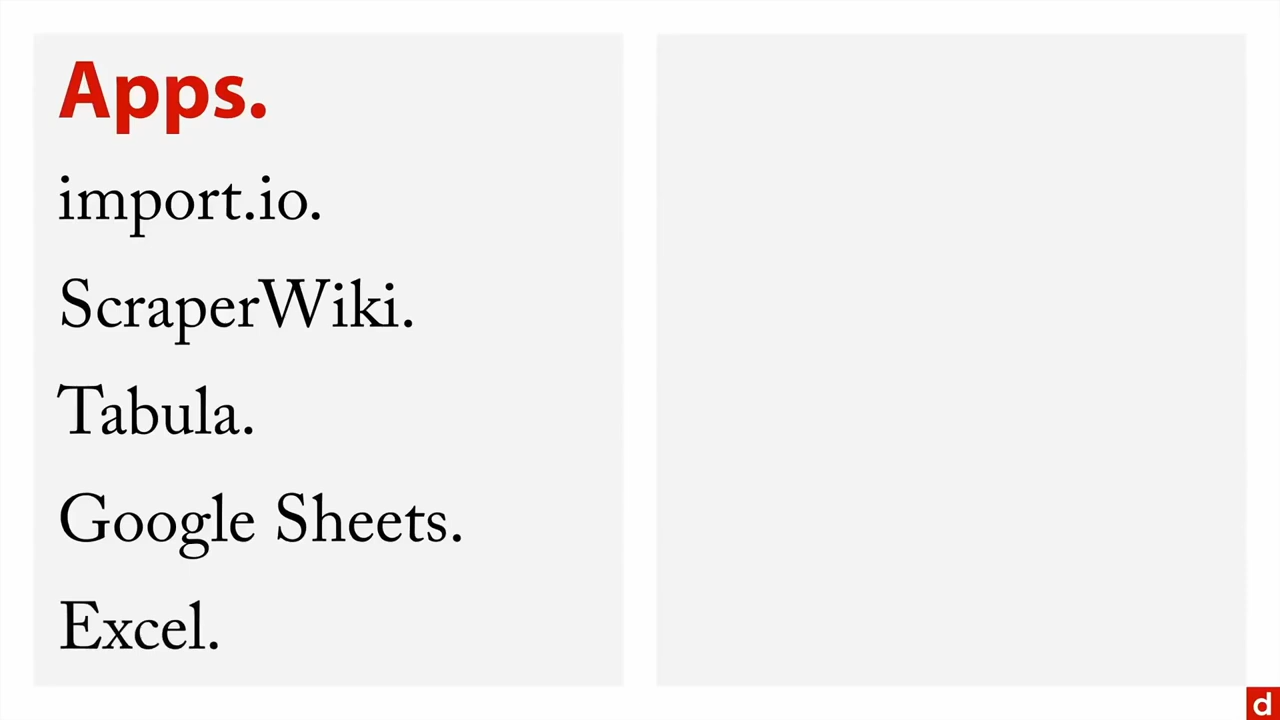 Apps.
import.io.
ScraperWiki.
Tabula.
Google Sheets.
Excel.
d